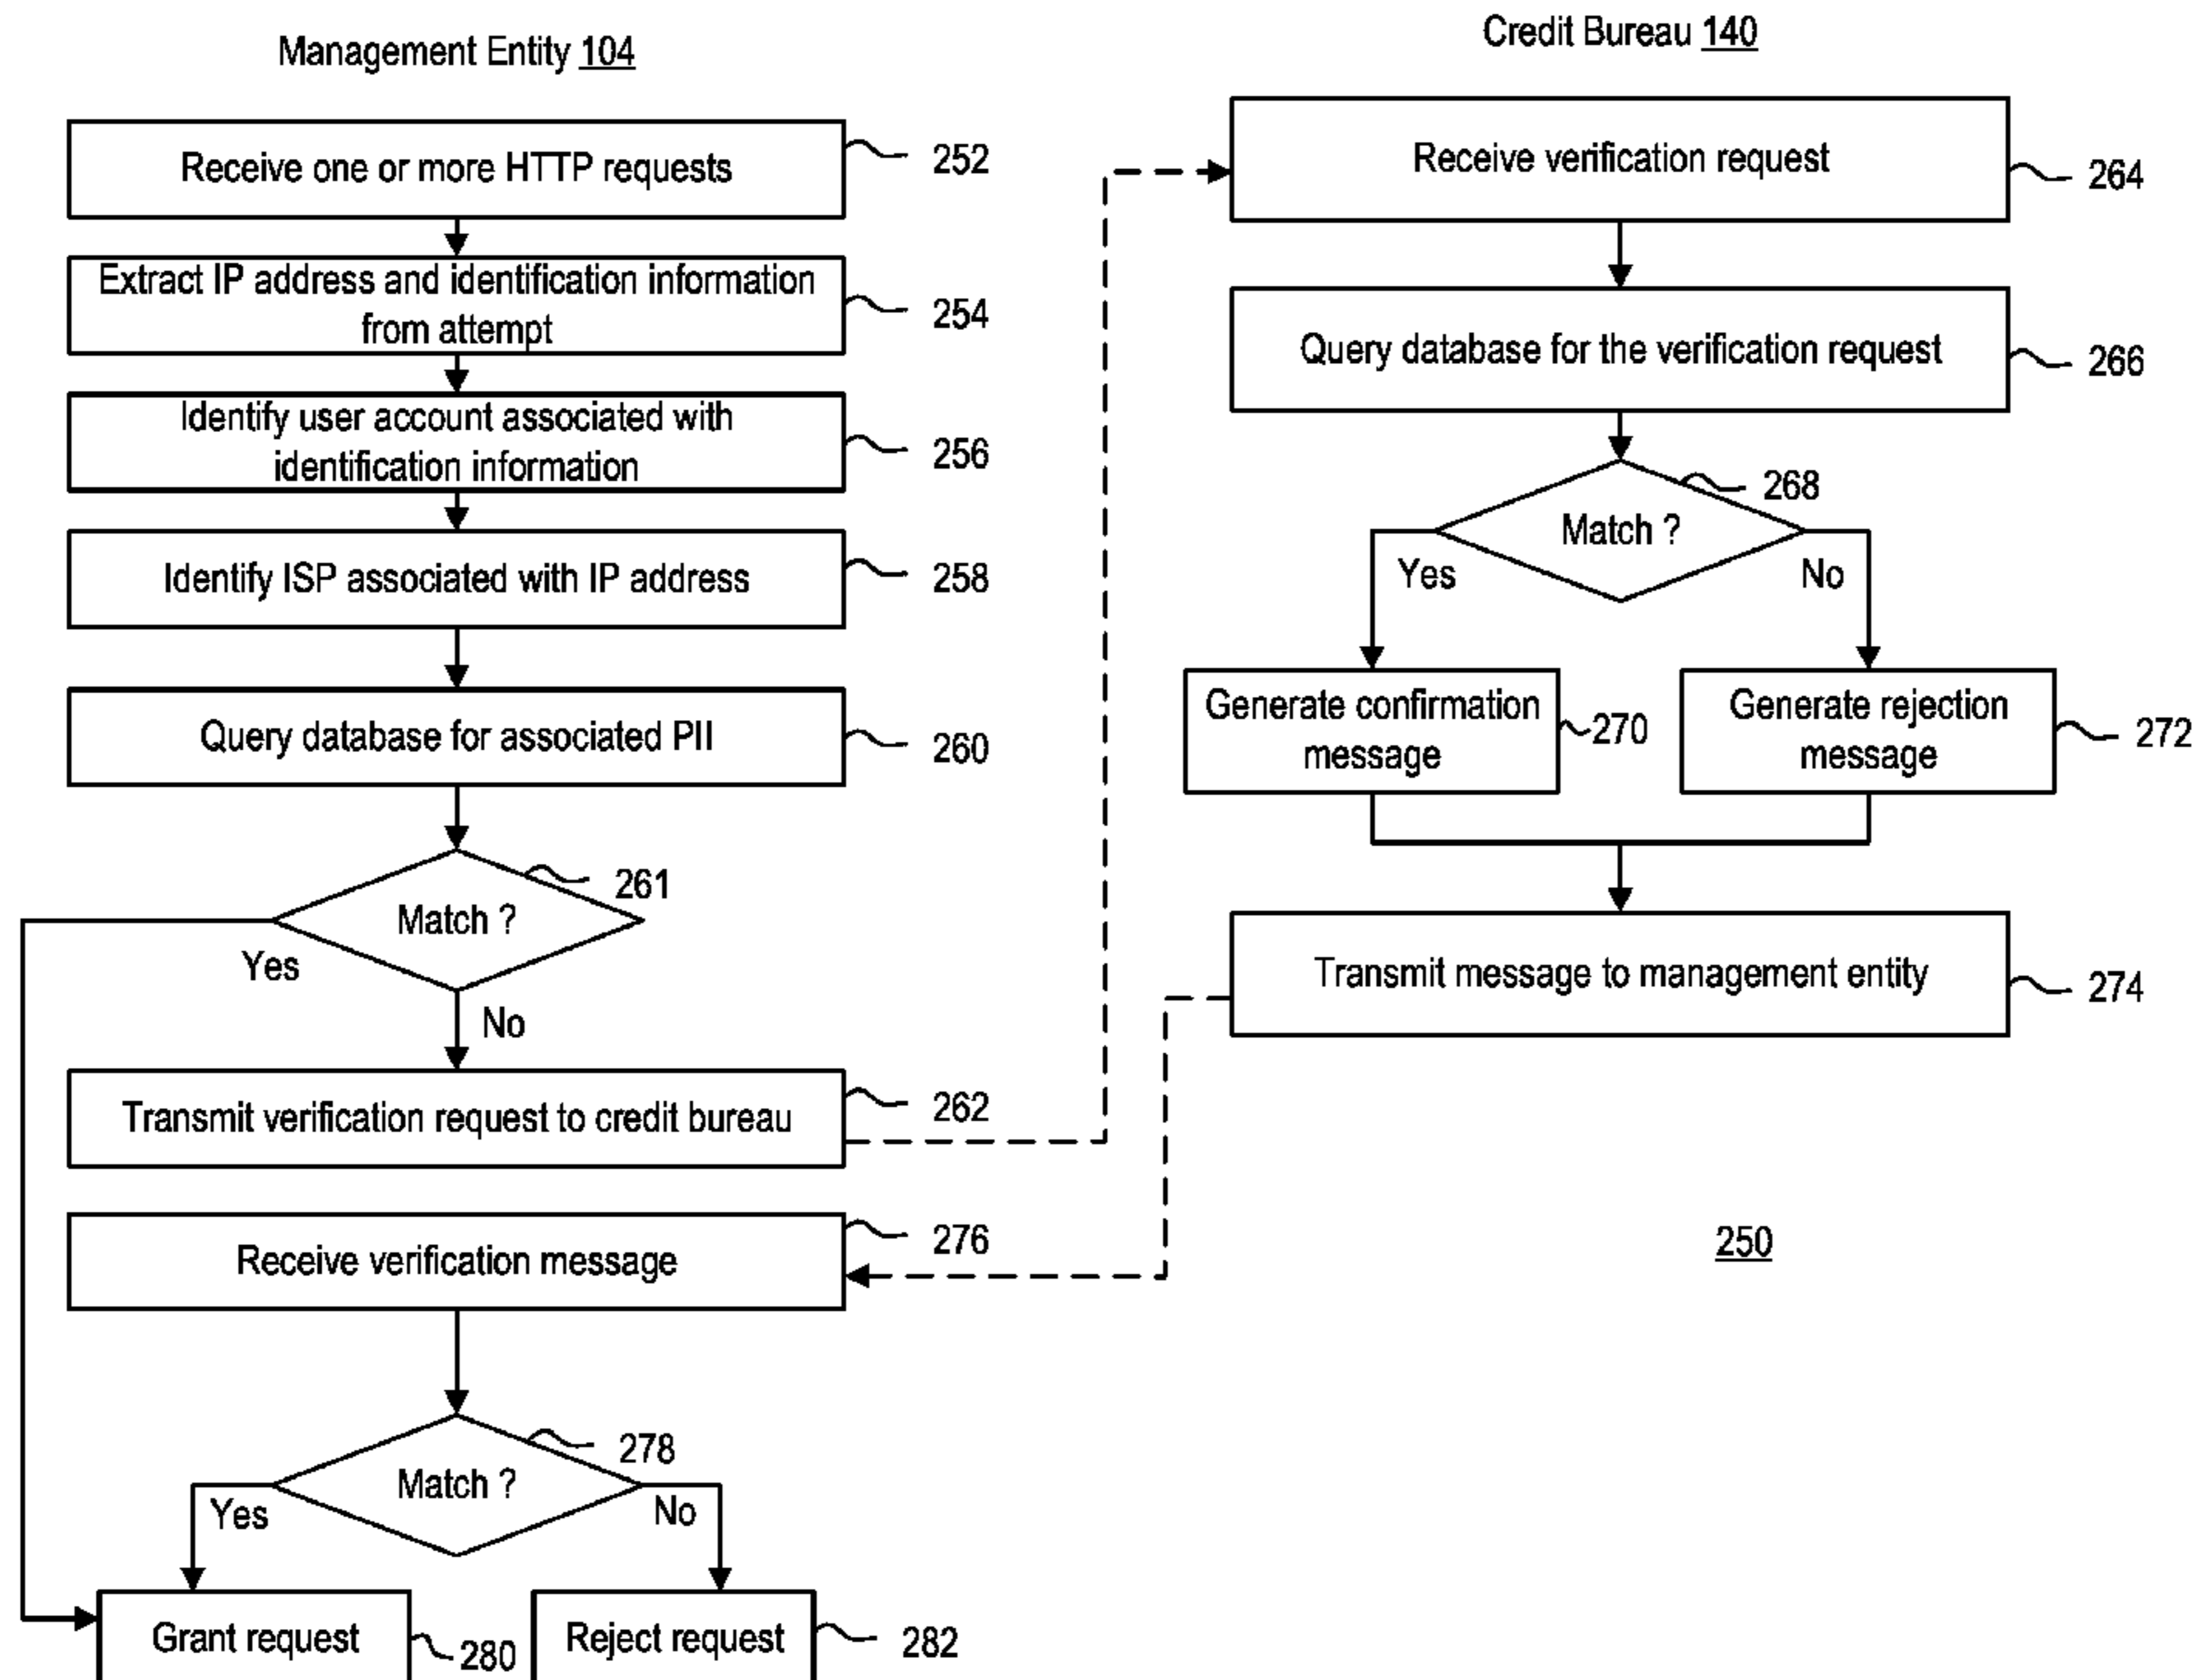 Management Entity 104
Receive one or more HTTP requests
252
Extract IP address and identification information
from attempt
254
Identify user account associated with
identification information
256
Identify ISP associated with IP address
258
Query database for associated PII
260
261
Match ?
Yes
No
Transmit verification request to credit bureau
262
Receive verification message
276
278
Match ?
Yes
No
Grant request
280
Reject request
282
Credit Bureau 140
Receive verification request
264
Query database for the verification request
266
268
Match ?
Yes
No
Generate confirmation
message
270
Generate rejection
message
272
Transmit message to management entity
274
250